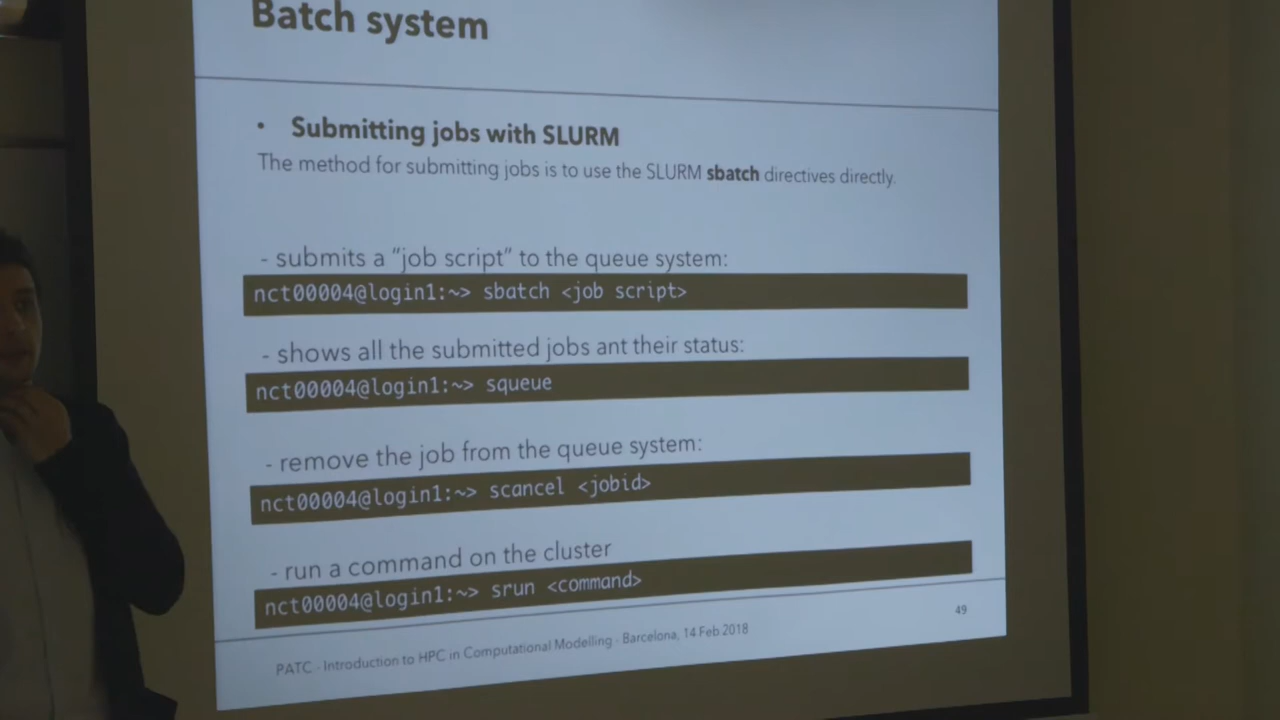 Batch system
• Submitting jobs with SLURM
The method for submitting jobs is to use the SLURM sbatch directives directly.
- submits a “job script” to the queue system:
nct00004@login1:~> sbatch <job script>
- shows all the submitted jobs ant their status:
nct00004@login1:~> squeue
- remove the job from the queue system:
nct00004@login1:~> scancel <jobid>
- run a command on the cluster
nct00004@login1:~> srun <command>
49
PATC - Introduction to HPC in Computational Modelling - Barcelona, 14 Feb 2018